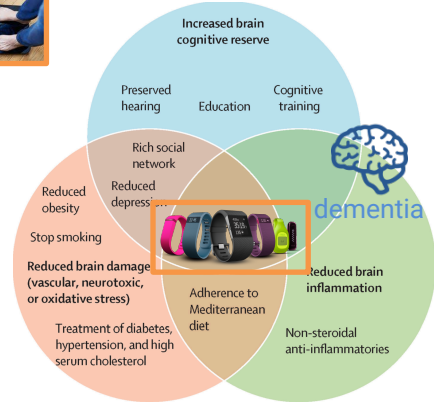 Increased brain
cognitive reserve
Preserved
hearing
Education
Cognitive
training
Rich social
network
Reduced
depression
dementia
Reduced
obesity
Stop smoking
Reduced brain damage
(vascular, neurotoxic,
or oxidative stress)
Reduced brain
inflammation
Adherence to
Mediterranean
diet
Treatment of diabetes,
hypertension, and high
serum cholesterol
Non-steroidal
anti-inflammatories